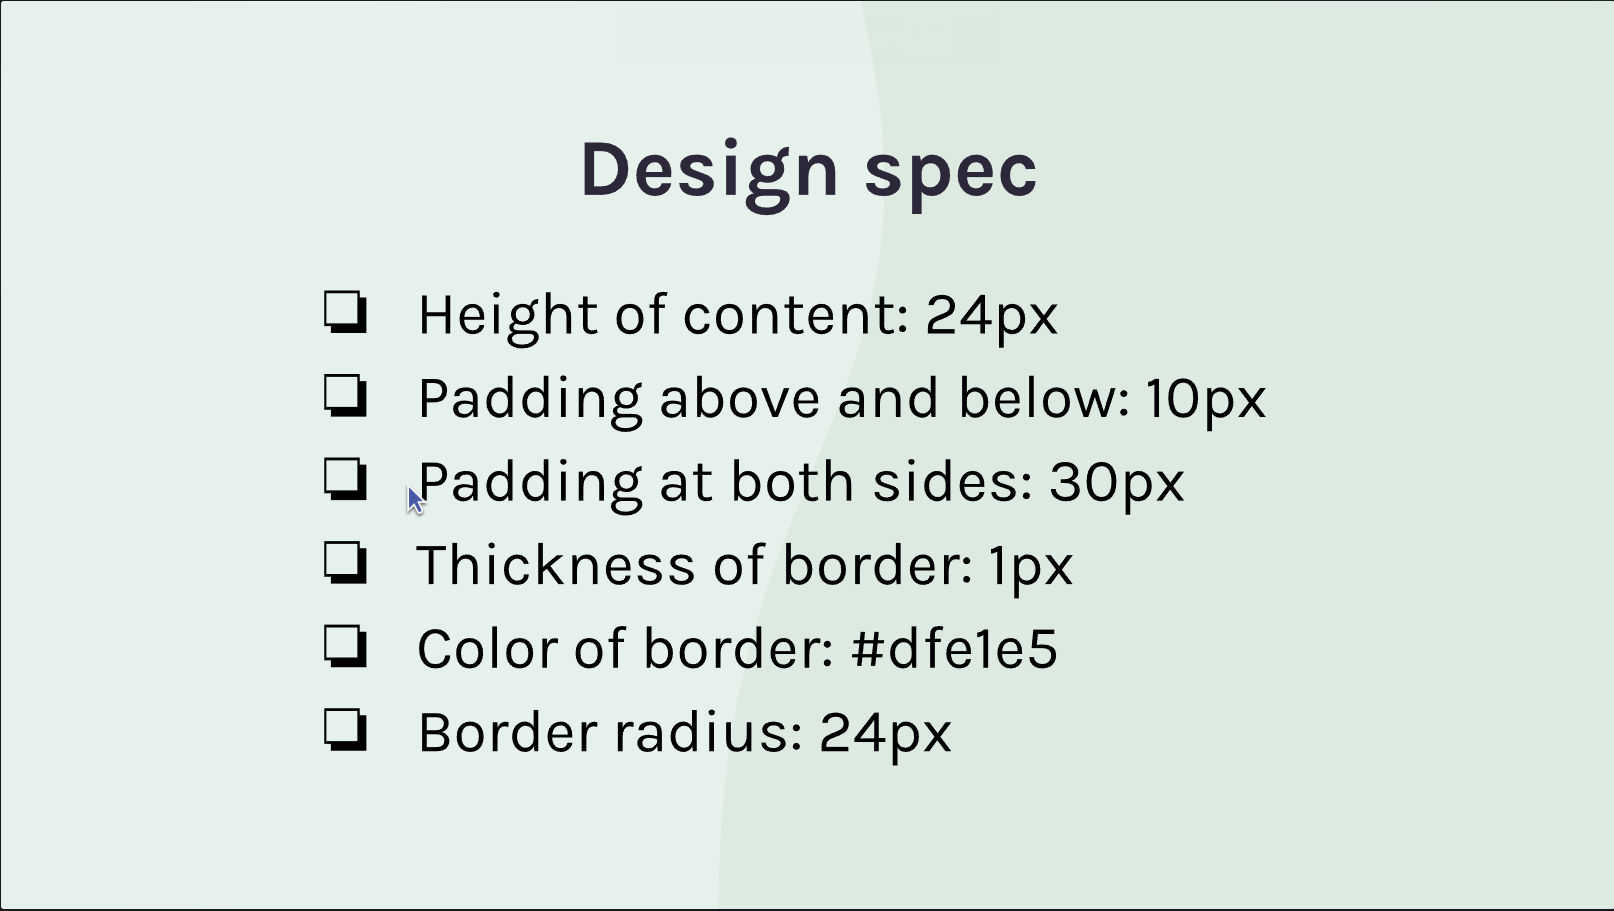 Design spec
❏ Height of content: 24px
❏ Padding above and below: 10px
❏ Padding at both sides: 30px
❏ Thickness of border: 1px
❏ Color of border: #dfe1e5
❏ Border radius: 24px